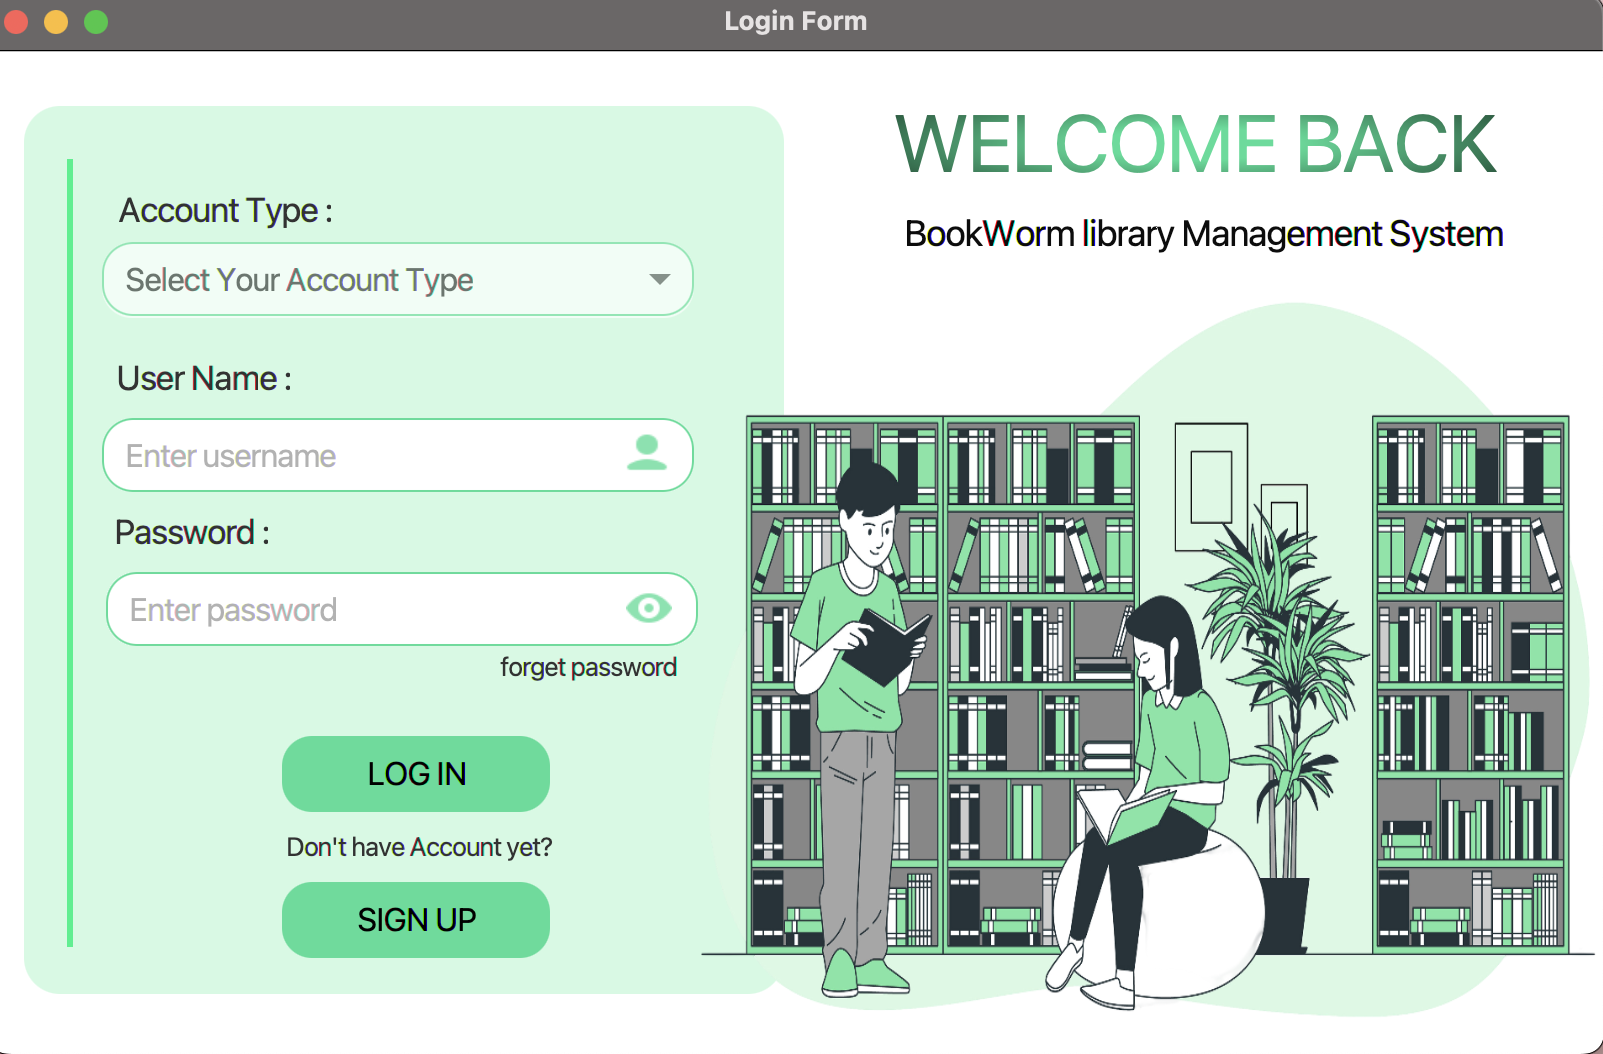 Login Form
Account Type :
Select Your Account Type
User Name :
Enter username
Password :
Enter password
forget password
LOG IN
Don't have Account yet?
SIGN UP
WELCOME BACK
BookWorm library Management System